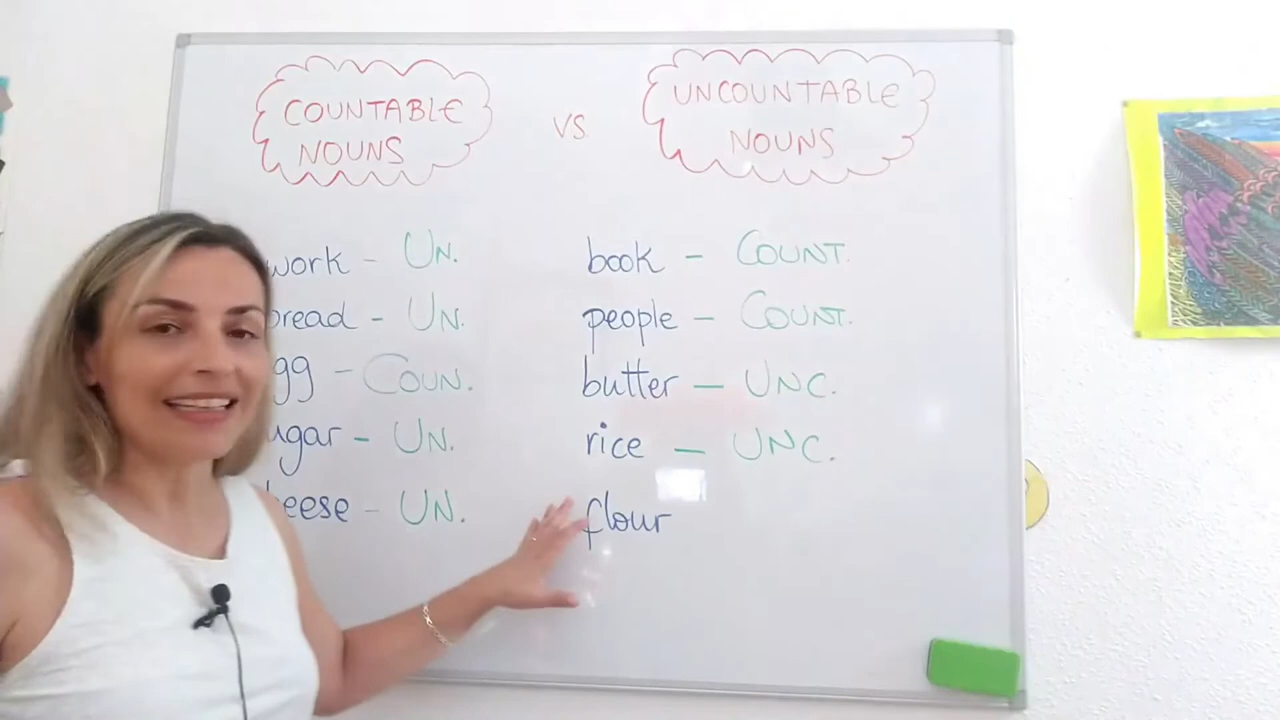 COUNTABLE
NOUNS
VS
UNCOUNTABLE
NOUNS
work - UN.
bread - UN.
egg - COUN.
sugar - UN.
cheese - UN.
book - COUNT.
people - COUNT.
butter - UNC.
rice - UNC.
flour